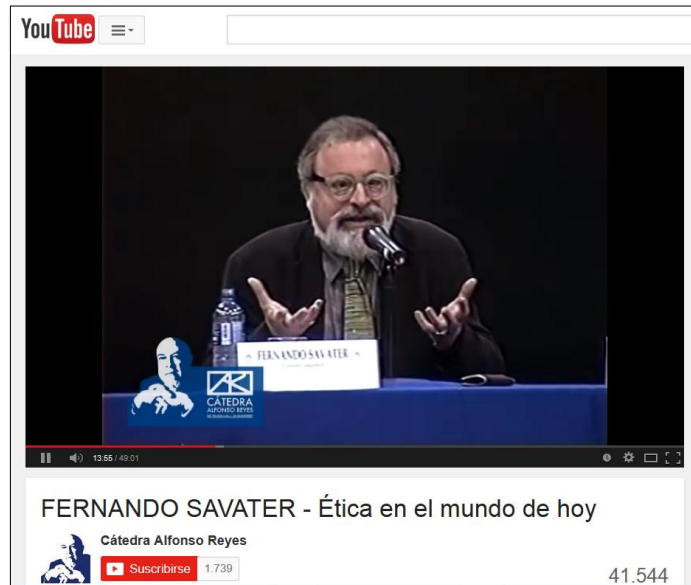 YouTube
FERNANDO SAVATER
CÁTEDRA
ALFONSO REYES
13:55 / 49:01
FERNANDO SAVATER - Ética en el mundo de hoy
Cátedra Alfonso Reyes
Suscribirse 1.739
41.544